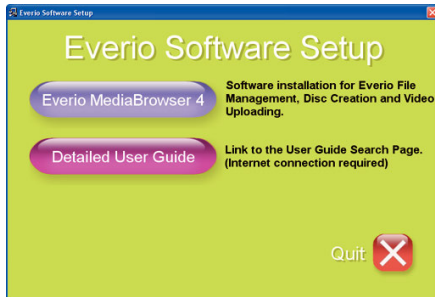 Everio Software Setup
Everio Software Setup
Everio MediaBrowser 4
Software installation for Everio File
Management, Disc Creation and Video
Uploading.
Detailed User Guide
Link to the User Guide Search Page.
(Internet connection required)
Quit